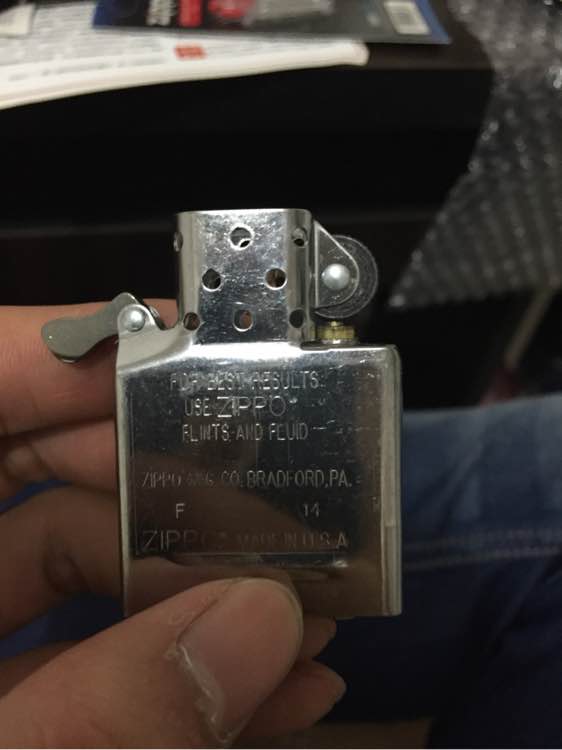 FOR BEST RESULTS
USE ZIPPO
FLINTS AND FLUID
ZIPPO MFG. CO. BRADFORD, PA.
F 14
ZIPPO MADE IN U.S.A